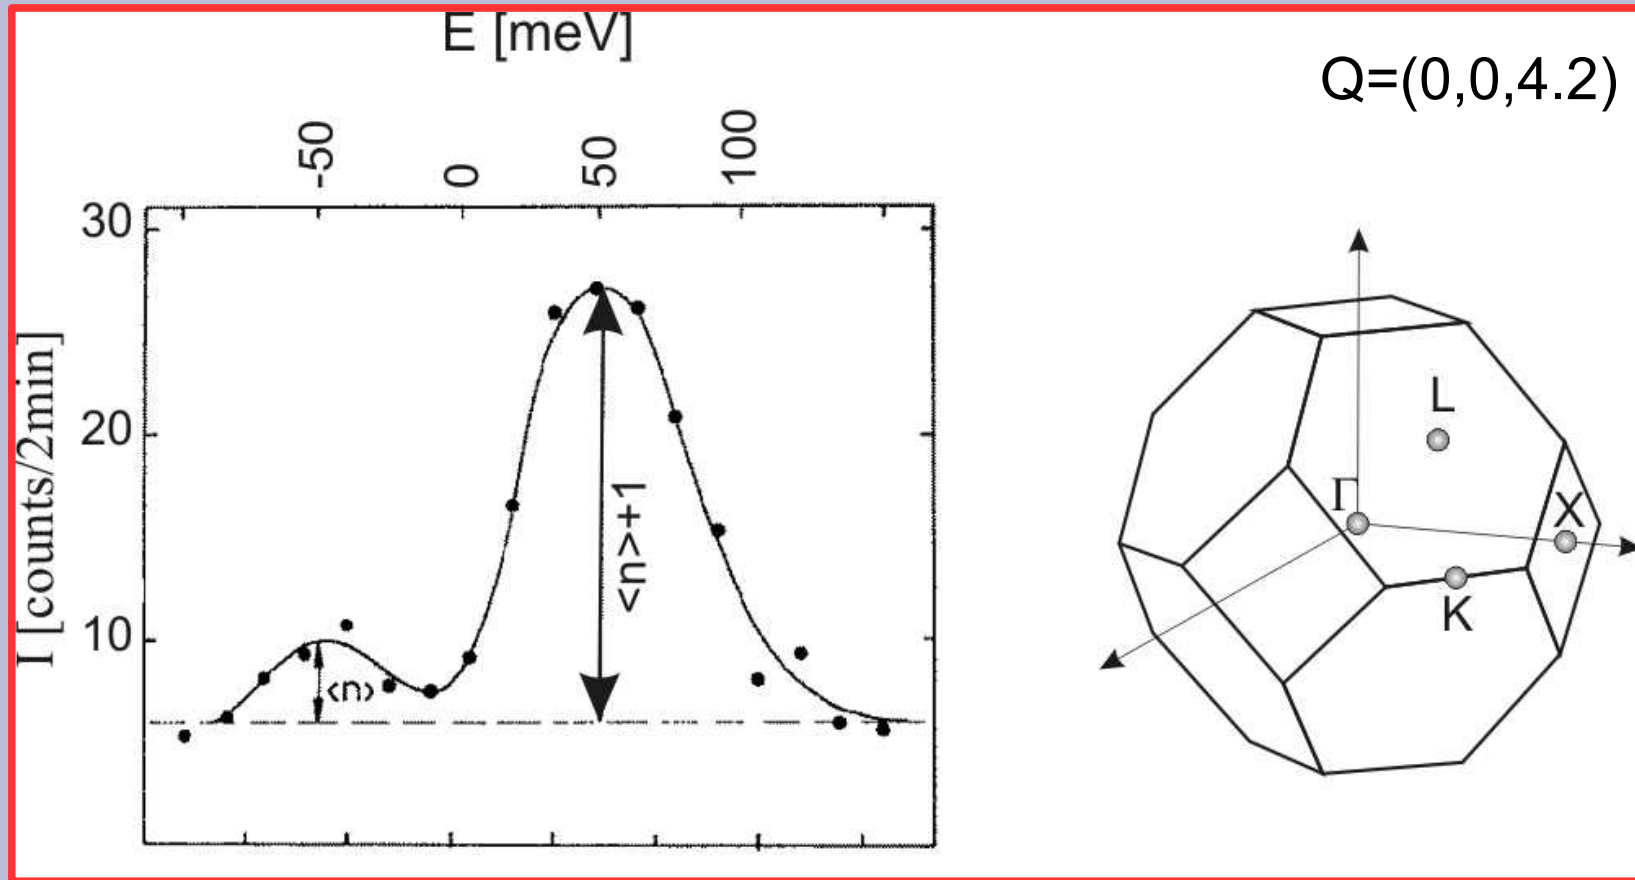 E [meV]
Q=(0,0,4.2)
-50
0
50
100
30
20
10
I [counts/2min]
<n>
<n>+1
L
Γ
X
K